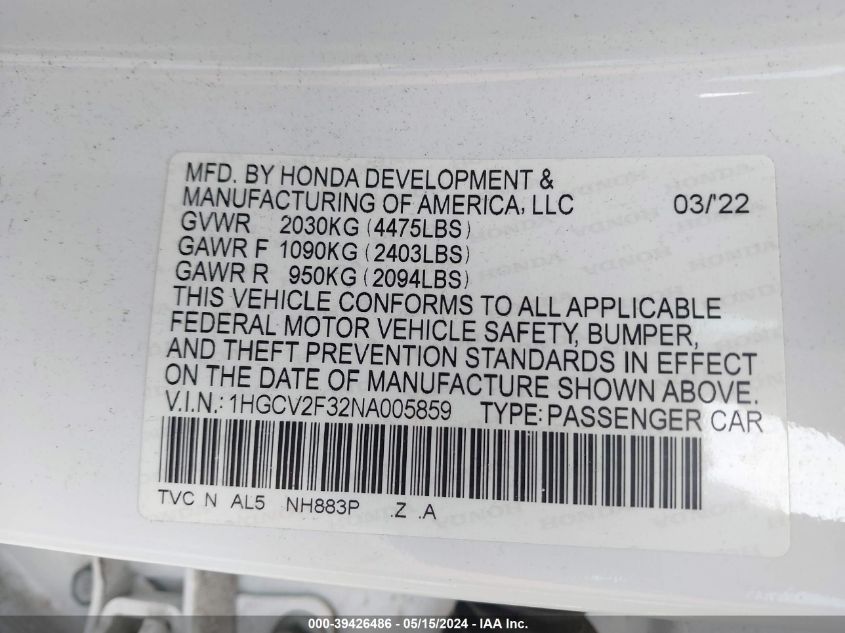 MFD. BY HONDA DEVELOPMENT &
MANUFACTURING OF AMERICA, LLC 03/'22
GVWR 2030KG (4475LBS)
GAWR F 1090KG (2403LBS)
GAWR R 950KG (2094LBS)
THIS VEHICLE CONFORMS TO ALL APPLICABLE
FEDERAL MOTOR VEHICLE SAFETY, BUMPER,
AND THEFT PREVENTION STANDARDS IN EFFECT
ON THE DATE OF MANUFACTURE SHOWN ABOVE.
V.I.N.: 1HGCV2F32NA005859 TYPE: PASSENGER CAR
TVC N AL5 NH883P .Z .A
000-39426486 - 05/15/2024 - IAA Inc.